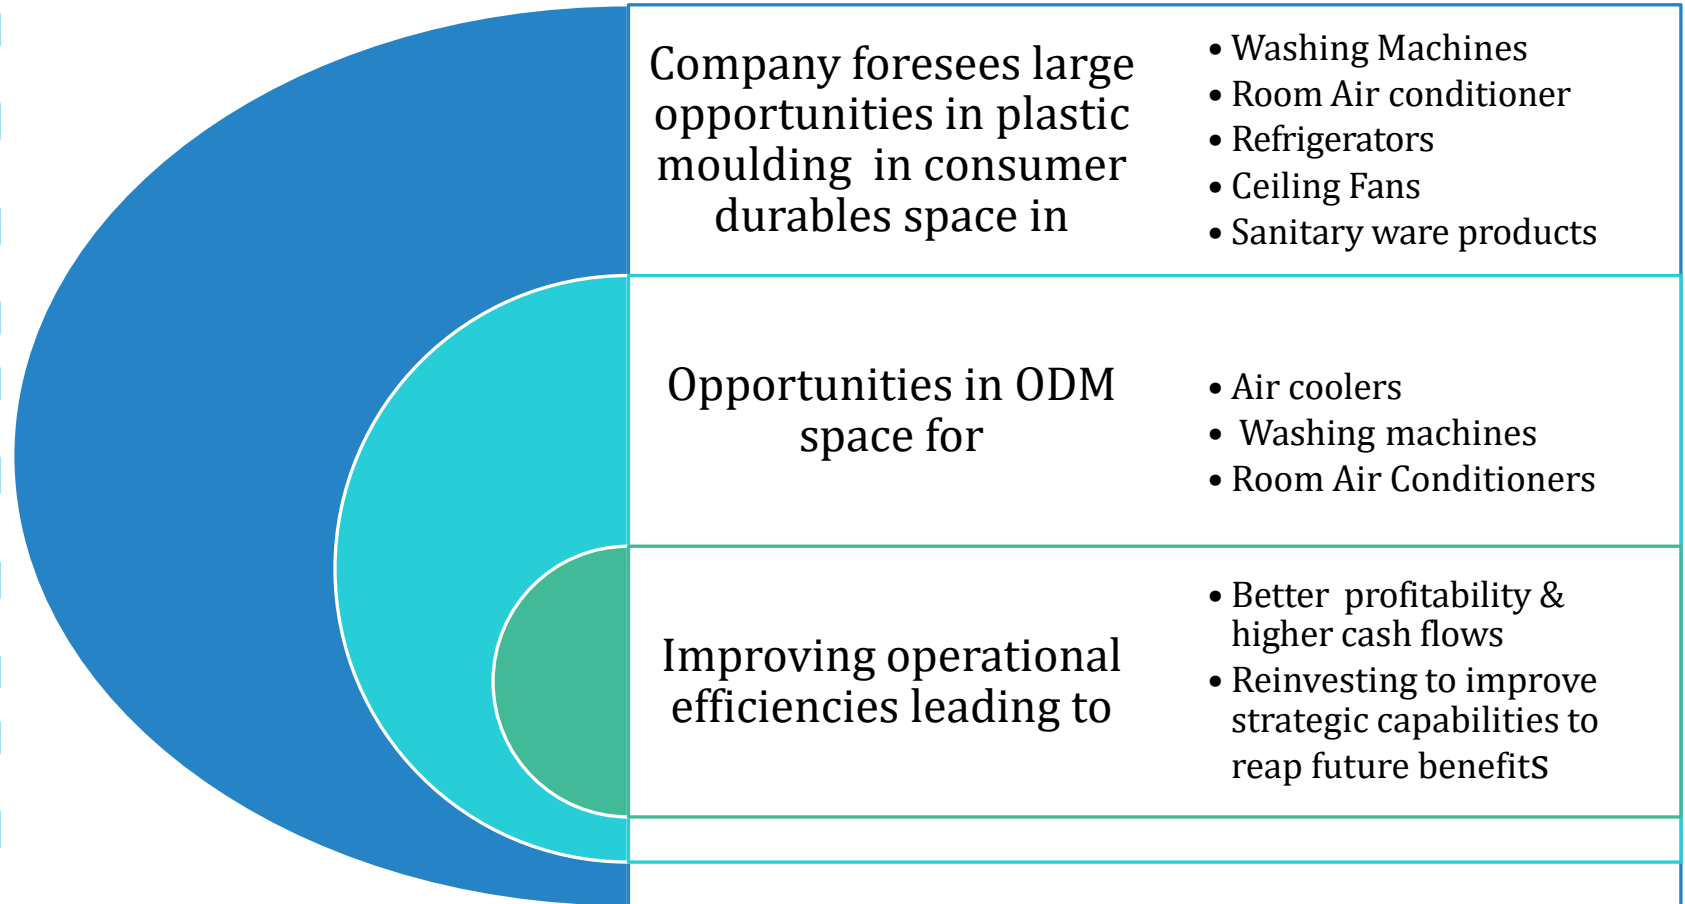 Company foresees large
opportunities in plastic
moulding  in consumer
durables space in
• Washing Machines
• Room Air conditioner
• Refrigerators
• Ceiling Fans
• Sanitary ware products
Opportunities in ODM
space for
• Air coolers
•  Washing machines
• Room Air Conditioners
Improving operational
efficiencies leading to
• Better  profitability &
higher cash flows
• Reinvesting to improve
strategic capabilities to
reap future benefits